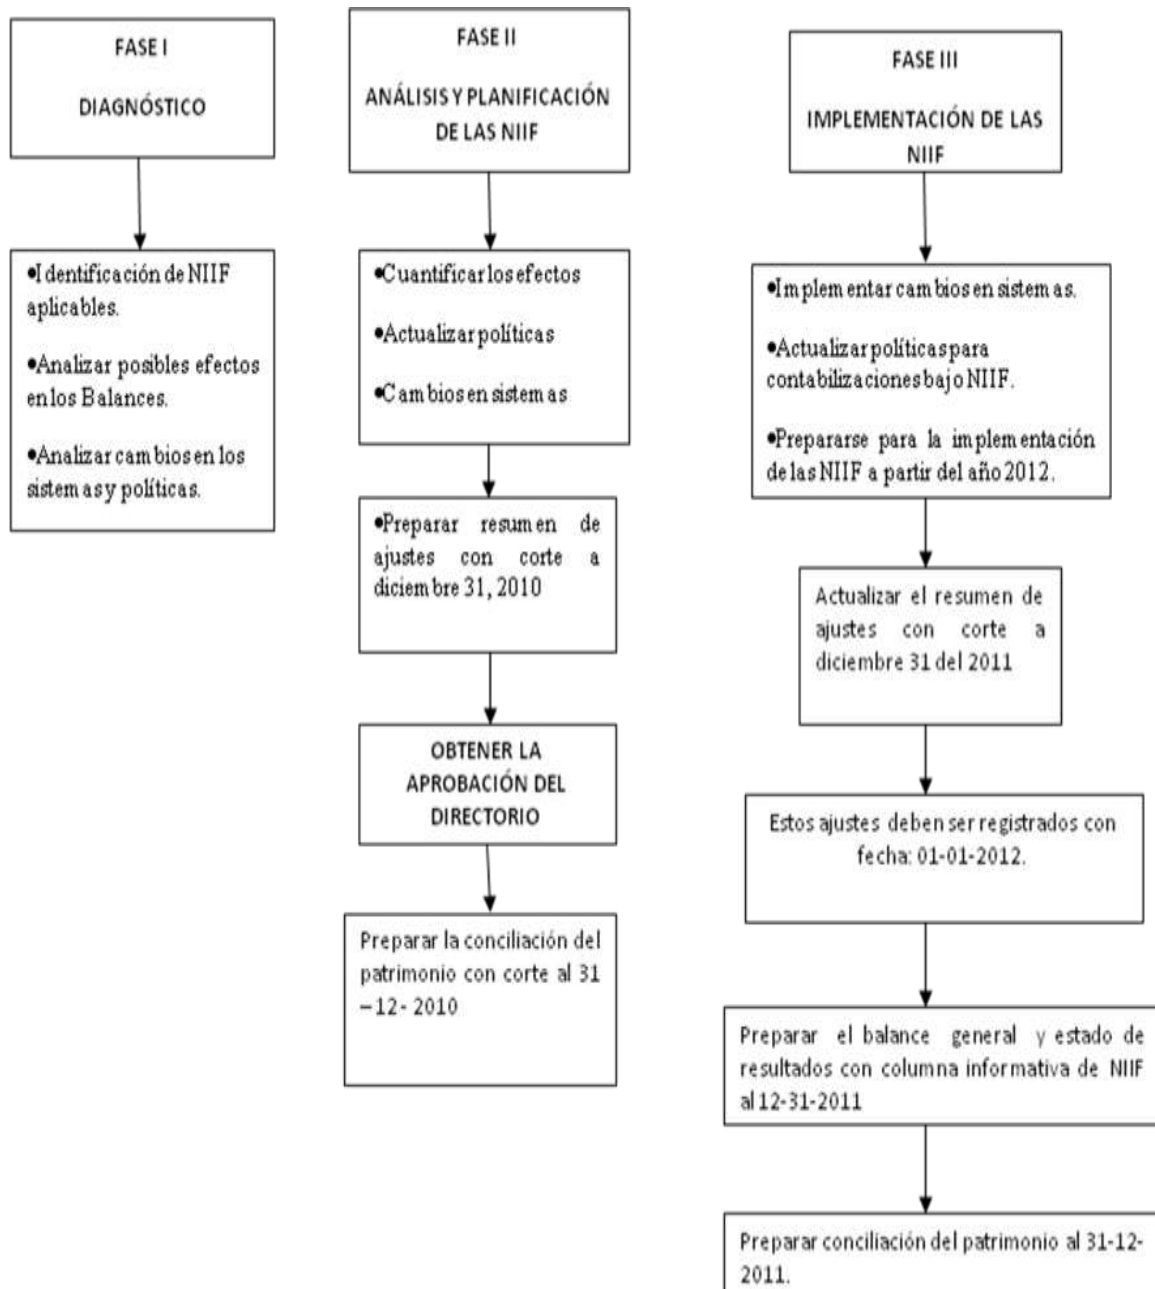 FASE I
DIAGNÓSTICO
•Identificación de NIIF
aplicables.
•Analizar posibles efectos
en los Balances.
•Analizar cambios en los
sistemas y políticas.
FASE II
ANÁLISIS Y PLANIFICACIÓN
DE LAS NIIF
•Cuantificar los efectos
•Actualizar políticas
•Cambios en sistemas
•Preparar resumen de
ajustes con corte a
diciembre 31, 2010
OBTENER LA
APROBACIÓN DEL
DIRECTORIO
Preparar la conciliación del
patrimonio con corte al 31
–12- 2010
FASE III
IMPLEMENTACIÓN DE LAS
NIIF
•Implementar cambios en sistemas.
•Actualizar políticas para
contabilizaciones bajo NIIF.
•Prepararse para la implementación
de las NIIF a partir del año 2012.
Actualizar el resumen de
ajustes con corte a
diciembre 31 del 2011
Estos ajustes deben ser registrados con
fecha: 01-01-2012.
Preparar el balance general y estado de
resultados con columna informativa de NIIF
al 12-31-2011
Preparar conciliación del patrimonio al 31-12-
2011.